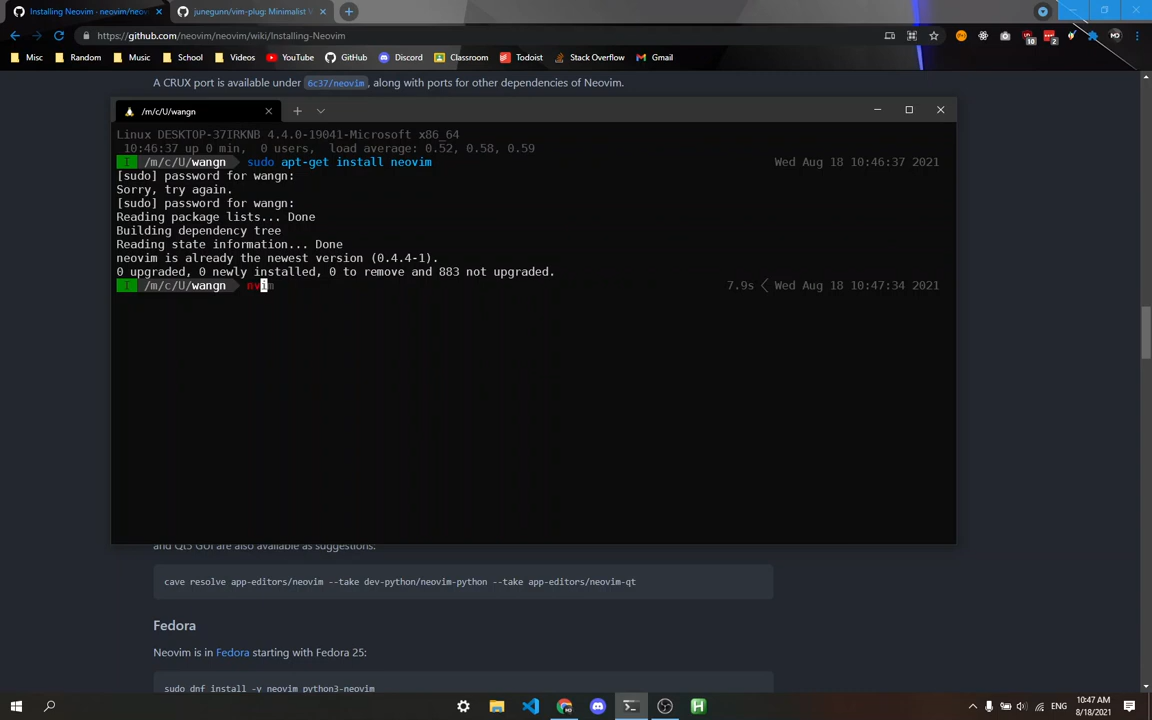 Installing Neovim - neovim/neov
junegunn/vim-plug: Minimalist V
https://github.com/neovim/neovim/wiki/Installing-Neovim
10 2
Misc Random Music School Videos YouTube GitHub Discord Classroom Todoist Stack Overflow Gmail
A CRUX port is available under 6c37/neovim, along with ports for other dependencies of Neovim.
/m/c/U/wangn
Linux DESKTOP-37IRKNB 4.4.0-19041-Microsoft x86_64
10:46:37 up 0 min, 0 users, load average: 0.52, 0.58, 0.59
I /m/c/U/wangn sudo apt-get install neovim Wed Aug 18 10:46:37 2021
[sudo] password for wangn:
Sorry, try again.
[sudo] password for wangn:
Reading package lists... Done
Building dependency tree
Reading state information... Done
neovim is already the newest version (0.4.4-1).
0 upgraded, 0 newly installed, 0 to remove and 883 not upgraded.
I /m/c/U/wangn nvim 7.9s Wed Aug 18 10:47:34 2021
and Qt5 GUI are also available as suggestions.
cave resolve app-editors/neovim --take dev-python/neovim-python --take app-editors/neovim-qt
Fedora
Neovim is in Fedora starting with Fedora 25:
sudo dnf install -y neovim python3-neovim
ENG
10:47 AM
8/18/2021